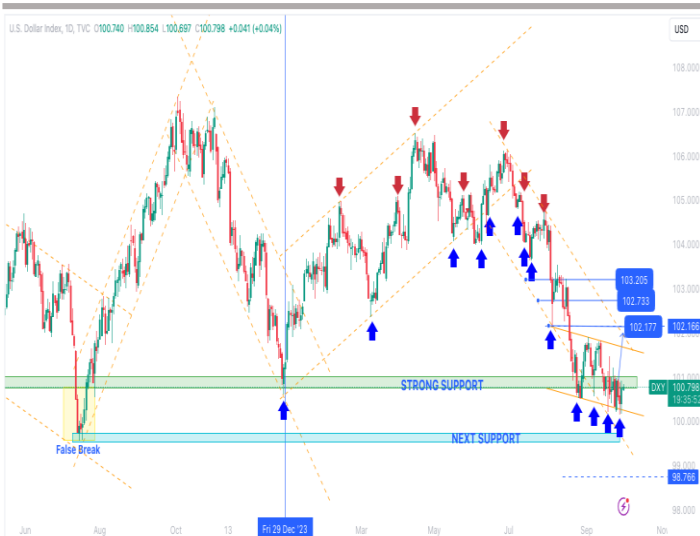 U.S. Dollar Index, 1D, TVC O100.740 H100.854 L100.697 C100.798 +0.041 (+0.04%)
USD
108.000
107.000
106.000
105.000
104.000
103.205
103.000
102.733
102.177
102.166
101.000
STRONG SUPPORT
DXY 100.798
19:35:52
100.000
NEXT SUPPORT
False Break
99.000
98.766
98.000
Jun Aug Oct 13 Fri 29 Dec '23 Mar May Jul Sep Nov